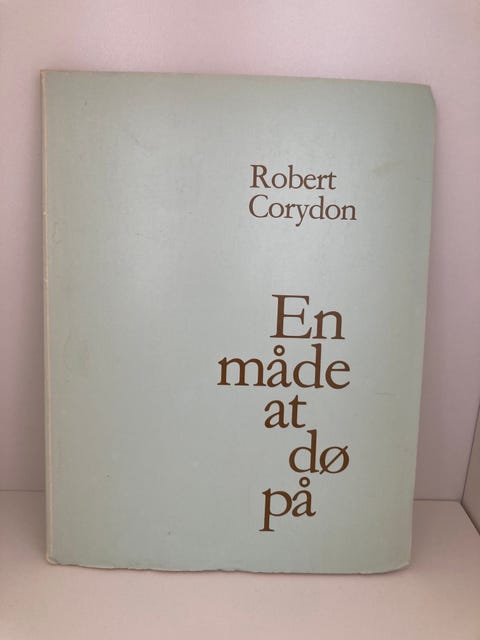 Robert
Corydon
En
måde
at
dø
på